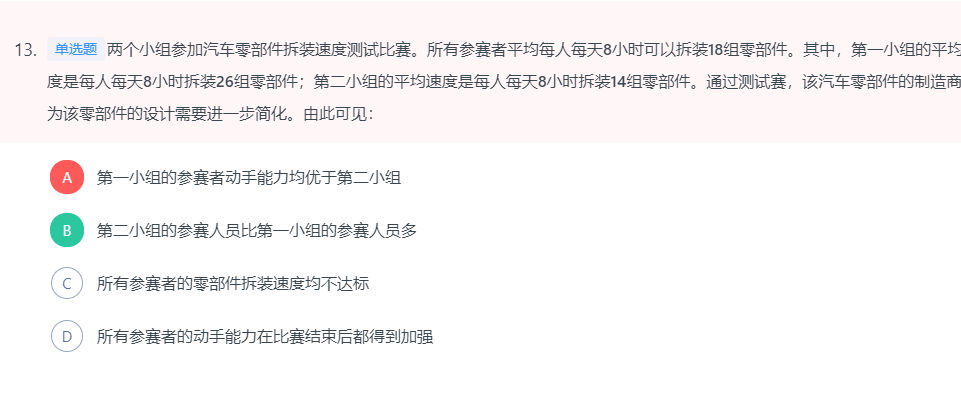 13. 单选题 两个小组参加汽车零部件拆装速度测试比赛。所有参赛者平均每人每天8小时可以拆装18组零部件。其中，第一小组的平均
度是每人每天8小时拆装26组零部件；第二小组的平均速度是每人每天8小时拆装14组零部件。通过测试赛，该汽车零部件的制造商
为该零部件的设计需要进一步简化。由此可见：
A 第一小组的参赛者动手能力均优于第二小组
B 第二小组的参赛人员比第一小组的参赛人员多
C 所有参赛者的零部件拆装速度均不达标
D 所有参赛者的动手能力在比赛结束后都得到加强